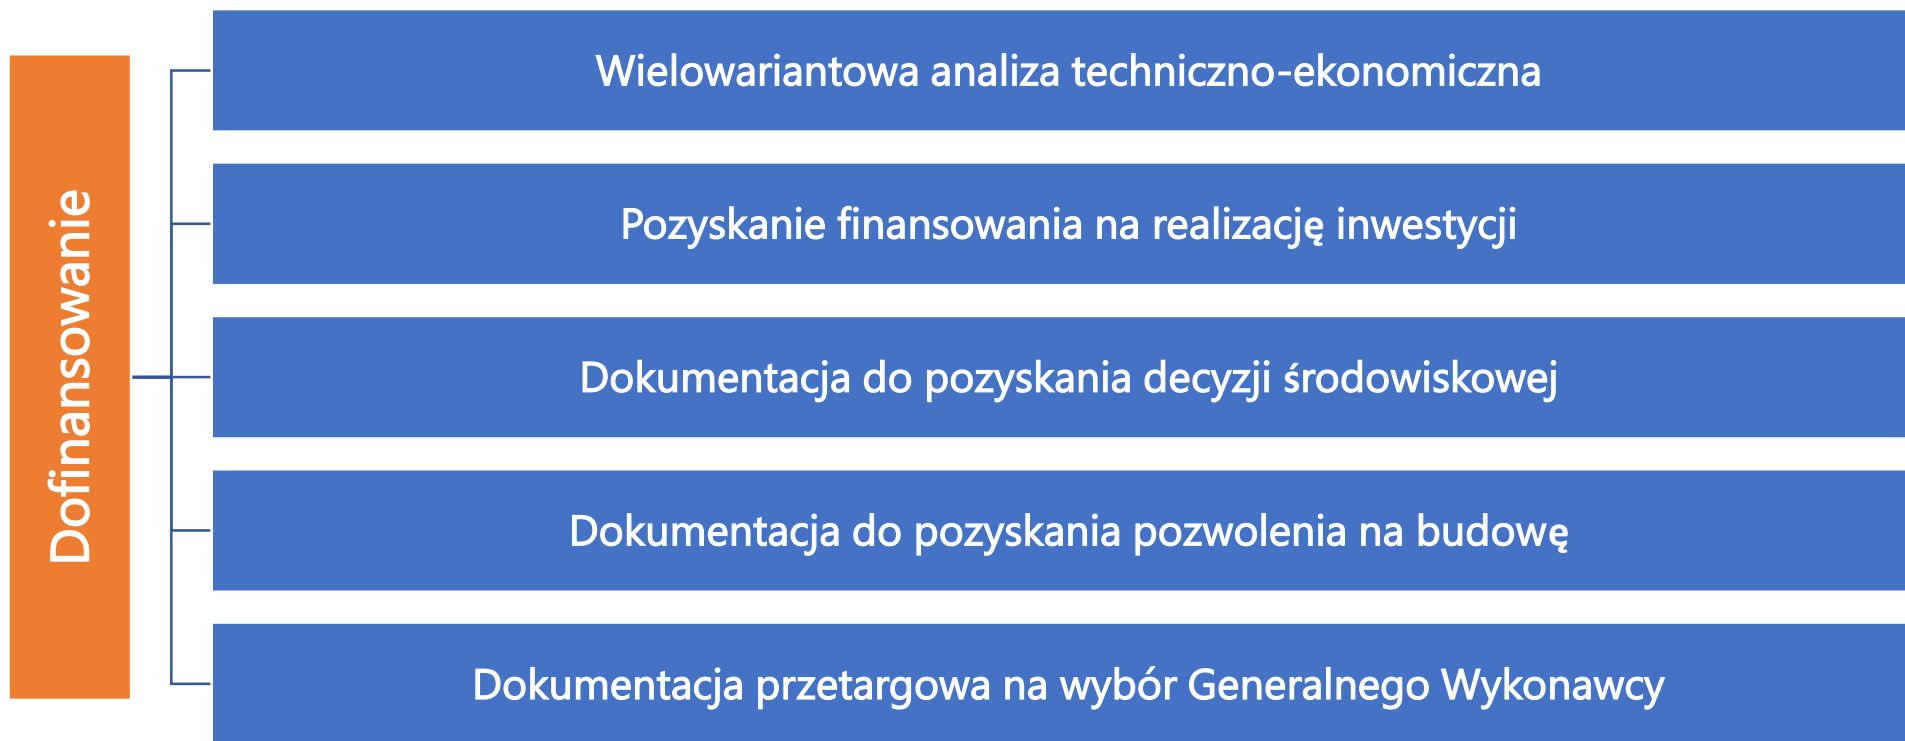 Dofinansowanie
Wielowariantowa analiza techniczno-ekonomiczna
Pozyskanie finansowania na realizację inwestycji
Dokumentacja do pozyskania decyzji środowiskowej
Dokumentacja do pozyskania pozwolenia na budowę
Dokumentacja przetargowa na wybór Generalnego Wykonawcy